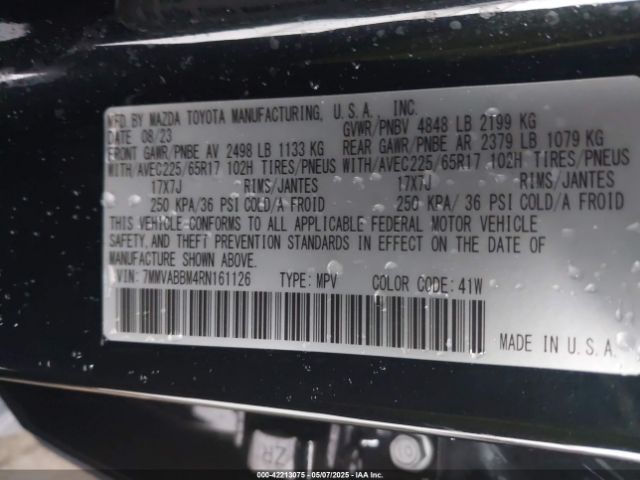 MFD BY MAZDA TOYOTA MANUFACTURING, U.S.A., INC.
DATE 08/23 GVWR/PNBV 4848 LB 2199 KG
FRONT GAWR/PNBE AV 2498 LB 1133 KG REAR GAWR/PNBE AR 2379 LB 1079 KG
WITH/AVEC225/65R17 102H TIRES/PNEUS WITH/AVEC225/65R17 102H TIRES/PNEUS
17X7J RIMS/JANTES 17X7J RIMS/JANTES
250 KPA/36 PSI COLD/A FROID 250 KPA/ 36 PSI COLD/A FROID
THIS VEHICLE CONFORMS TO ALL APPLICABLE FEDERAL MOTOR VEHICLE
SAFETY,AND THEFT PREVENTION STANDARDS IN EFFECT ON THE DATE OF
MANUFACTURE SHOWN ABOVE.
VIN: 7MMVABBM4RN161126 TYPE: MPV COLOR CODE: 41W
MADE IN U.S.A.
ZR
000-42213075 - 05/07/2025 - IAAI.com